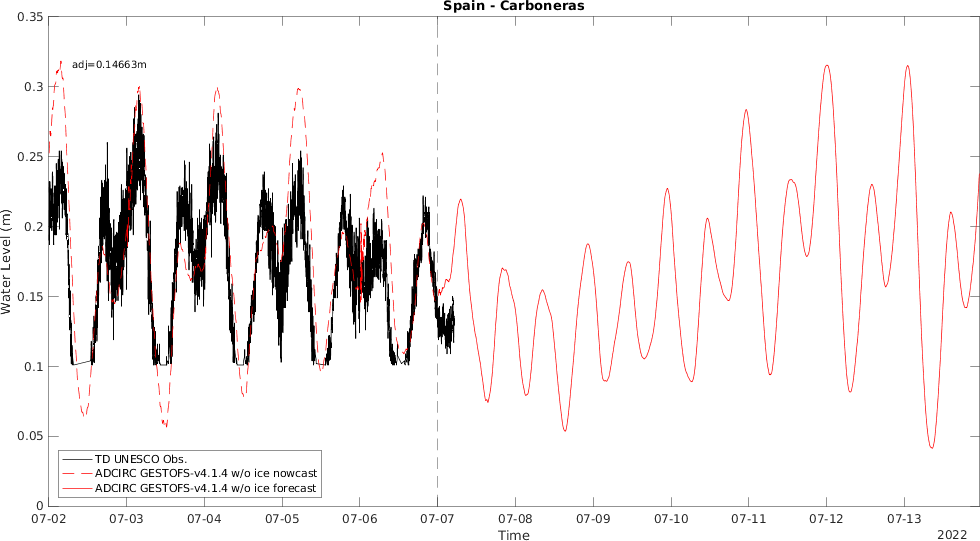 Spain - Carboneras
adj=0.14663m
0.35
0.3
0.25
0.2
0.15
0.1
0.05
0
Water Level (m)
TD UNESCO Obs.
ADCIRC GESTOFS-v4.1.4 w/o ice nowcast
ADCIRC GESTOFS-v4.1.4 w/o ice forecast
07-02 07-03 07-04 07-05 07-06 07-07 07-08 07-09 07-10 07-11 07-12 07-13
Time
2022